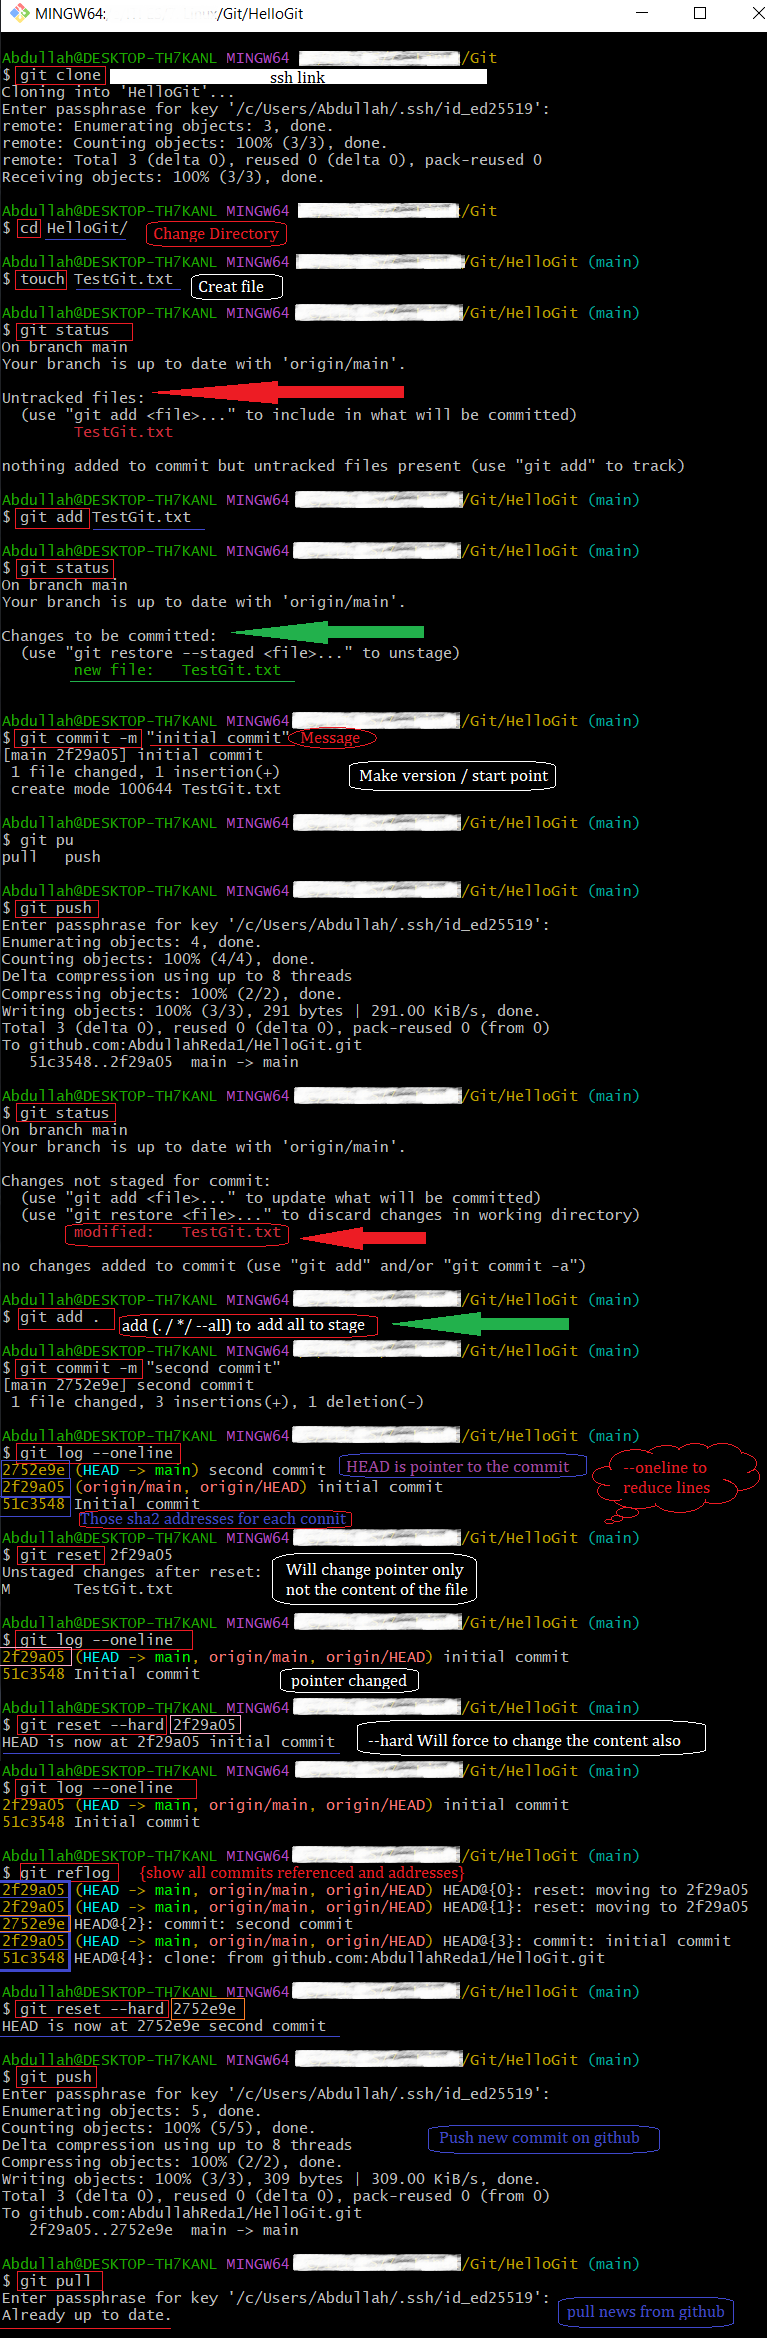 MINGW64: /Git/HelloGit
Abdullah@DESKTOP-TH7KANL MINGW64 /Git
$ git clone ssh link
Cloning into 'HelloGit'...
Enter passphrase for key '/c/Users/Abdullah/.ssh/id_ed25519':
remote: Enumerating objects: 3, done.
remote: Counting objects: 100% (3/3), done.
remote: Total 3 (delta 0), reused 0 (delta 0), pack-reused 0
Receiving objects: 100% (3/3), done.
Abdullah@DESKTOP-TH7KANL MINGW64 /Git
$ cd HelloGit/ Change Directory
Abdullah@DESKTOP-TH7KANL MINGW64 /Git/HelloGit (main)
$ touch TestGit.txt Creat file
Abdullah@DESKTOP-TH7KANL MINGW64 /Git/HelloGit (main)
$ git status
On branch main
Your branch is up to date with 'origin/main'.
Untracked files:
(use "git add <file>..." to include in what will be committed)
TestGit.txt
nothing added to commit but untracked files present (use "git add" to track)
Abdullah@DESKTOP-TH7KANL MINGW64 /Git/HelloGit (main)
$ git add TestGit.txt
Abdullah@DESKTOP-TH7KANL MINGW64 /Git/HelloGit (main)
$ git status
On branch main
Your branch is up to date with 'origin/main'.
Changes to be committed:
(use "git restore --staged <file>..." to unstage)
new file:   TestGit.txt
Abdullah@DESKTOP-TH7KANL MINGW64 /Git/HelloGit (main)
$ git commit -m "initial commit" Message
[main 2f29a05] initial commit
1 file changed, 1 insertion(+)
Make version / start point
create mode 100644 TestGit.txt
Abdullah@DESKTOP-TH7KANL MINGW64 /Git/HelloGit (main)
$ git pu
pull   push
Abdullah@DESKTOP-TH7KANL MINGW64 /Git/HelloGit (main)
$ git push
Enter passphrase for key '/c/Users/Abdullah/.ssh/id_ed25519':
Enumerating objects: 4, done.
Counting objects: 100% (4/4), done.
Delta compression using up to 8 threads
Compressing objects: 100% (2/2), done.
Writing objects: 100% (3/3), 291 bytes | 291.00 KiB/s, done.
Total 3 (delta 0), reused 0 (delta 0), pack-reused 0 (from 0)
To github.com:AbdullahReda1/HelloGit.git
51c3548..2f29a05  main -> main
Abdullah@DESKTOP-TH7KANL MINGW64 /Git/HelloGit (main)
$ git status
On branch main
Your branch is up to date with 'origin/main'.
Changes not staged for commit:
(use "git add <file>..." to update what will be committed)
(use "git restore <file>..." to discard changes in working directory)
modified:   TestGit.txt
no changes added to commit (use "git add" and/or "git commit -a")
Abdullah@DESKTOP-TH7KANL MINGW64 /Git/HelloGit (main)
$ git add . add (. / */ --all) to add all to stage
Abdullah@DESKTOP-TH7KANL MINGW64 /Git/HelloGit (main)
$ git commit -m "second commit"
[main 2752e9e] second commit
1 file changed, 3 insertions(+), 1 deletion(-)
Abdullah@DESKTOP-TH7KANL MINGW64 /Git/HelloGit (main)
$ git log --oneline
2752e9e (HEAD -> main) second commit HEAD is pointer to the commit
2f29a05 (origin/main, origin/HEAD) initial commit
--oneline to
reduce lines
51c3548 Initial commit
Those sha2 addresses for each connit
Abdullah@DESKTOP-TH7KANL MINGW64 /Git/HelloGit (main)
$ git reset 2f29a05
Unstaged changes after reset:
M       TestGit.txt
Will change pointer only
not the content of the file
Abdullah@DESKTOP-TH7KANL MINGW64 /Git/HelloGit (main)
$ git log --oneline
2f29a05 (HEAD -> main, origin/main, origin/HEAD) initial commit
51c3548 Initial commit
pointer changed
Abdullah@DESKTOP-TH7KANL MINGW64 /Git/HelloGit (main)
$ git reset --hard 2f29a05
HEAD is now at 2f29a05 initial commit
--hard Will force to change the content also
Abdullah@DESKTOP-TH7KANL MINGW64 /Git/HelloGit (main)
$ git log --oneline
2f29a05 (HEAD -> main, origin/main, origin/HEAD) initial commit
51c3548 Initial commit
Abdullah@DESKTOP-TH7KANL MINGW64 /Git/HelloGit (main)
$ git reflog {show all commits referenced and addresses}
2f29a05 (HEAD -> main, origin/main, origin/HEAD) HEAD@{0}: reset: moving to 2f29a05
2f29a05 (HEAD -> main, origin/main, origin/HEAD) HEAD@{1}: reset: moving to 2f29a05
2752e9e HEAD@{2}: commit: second commit
2f29a05 (HEAD -> main, origin/main, origin/HEAD) HEAD@{3}: commit: initial commit
51c3548 HEAD@{4}: clone: from github.com:AbdullahReda1/HelloGit.git
Abdullah@DESKTOP-TH7KANL MINGW64 /Git/HelloGit (main)
$ git reset --hard 2752e9e
HEAD is now at 2752e9e second commit
Abdullah@DESKTOP-TH7KANL MINGW64 /Git/HelloGit (main)
$ git push
Enter passphrase for key '/c/Users/Abdullah/.ssh/id_ed25519':
Enumerating objects: 5, done.
Counting objects: 100% (5/5), done.
Push new commit on github
Delta compression using up to 8 threads
Compressing objects: 100% (2/2), done.
Writing objects: 100% (3/3), 309 bytes | 309.00 KiB/s, done.
Total 3 (delta 0), reused 0 (delta 0), pack-reused 0 (from 0)
To github.com:AbdullahReda1/HelloGit.git
2f29a05..2752e9e  main -> main
Abdullah@DESKTOP-TH7KANL MINGW64 /Git/HelloGit (main)
$ git pull
Enter passphrase for key '/c/Users/Abdullah/.ssh/id_ed25519':
Already up to date.
pull news from github